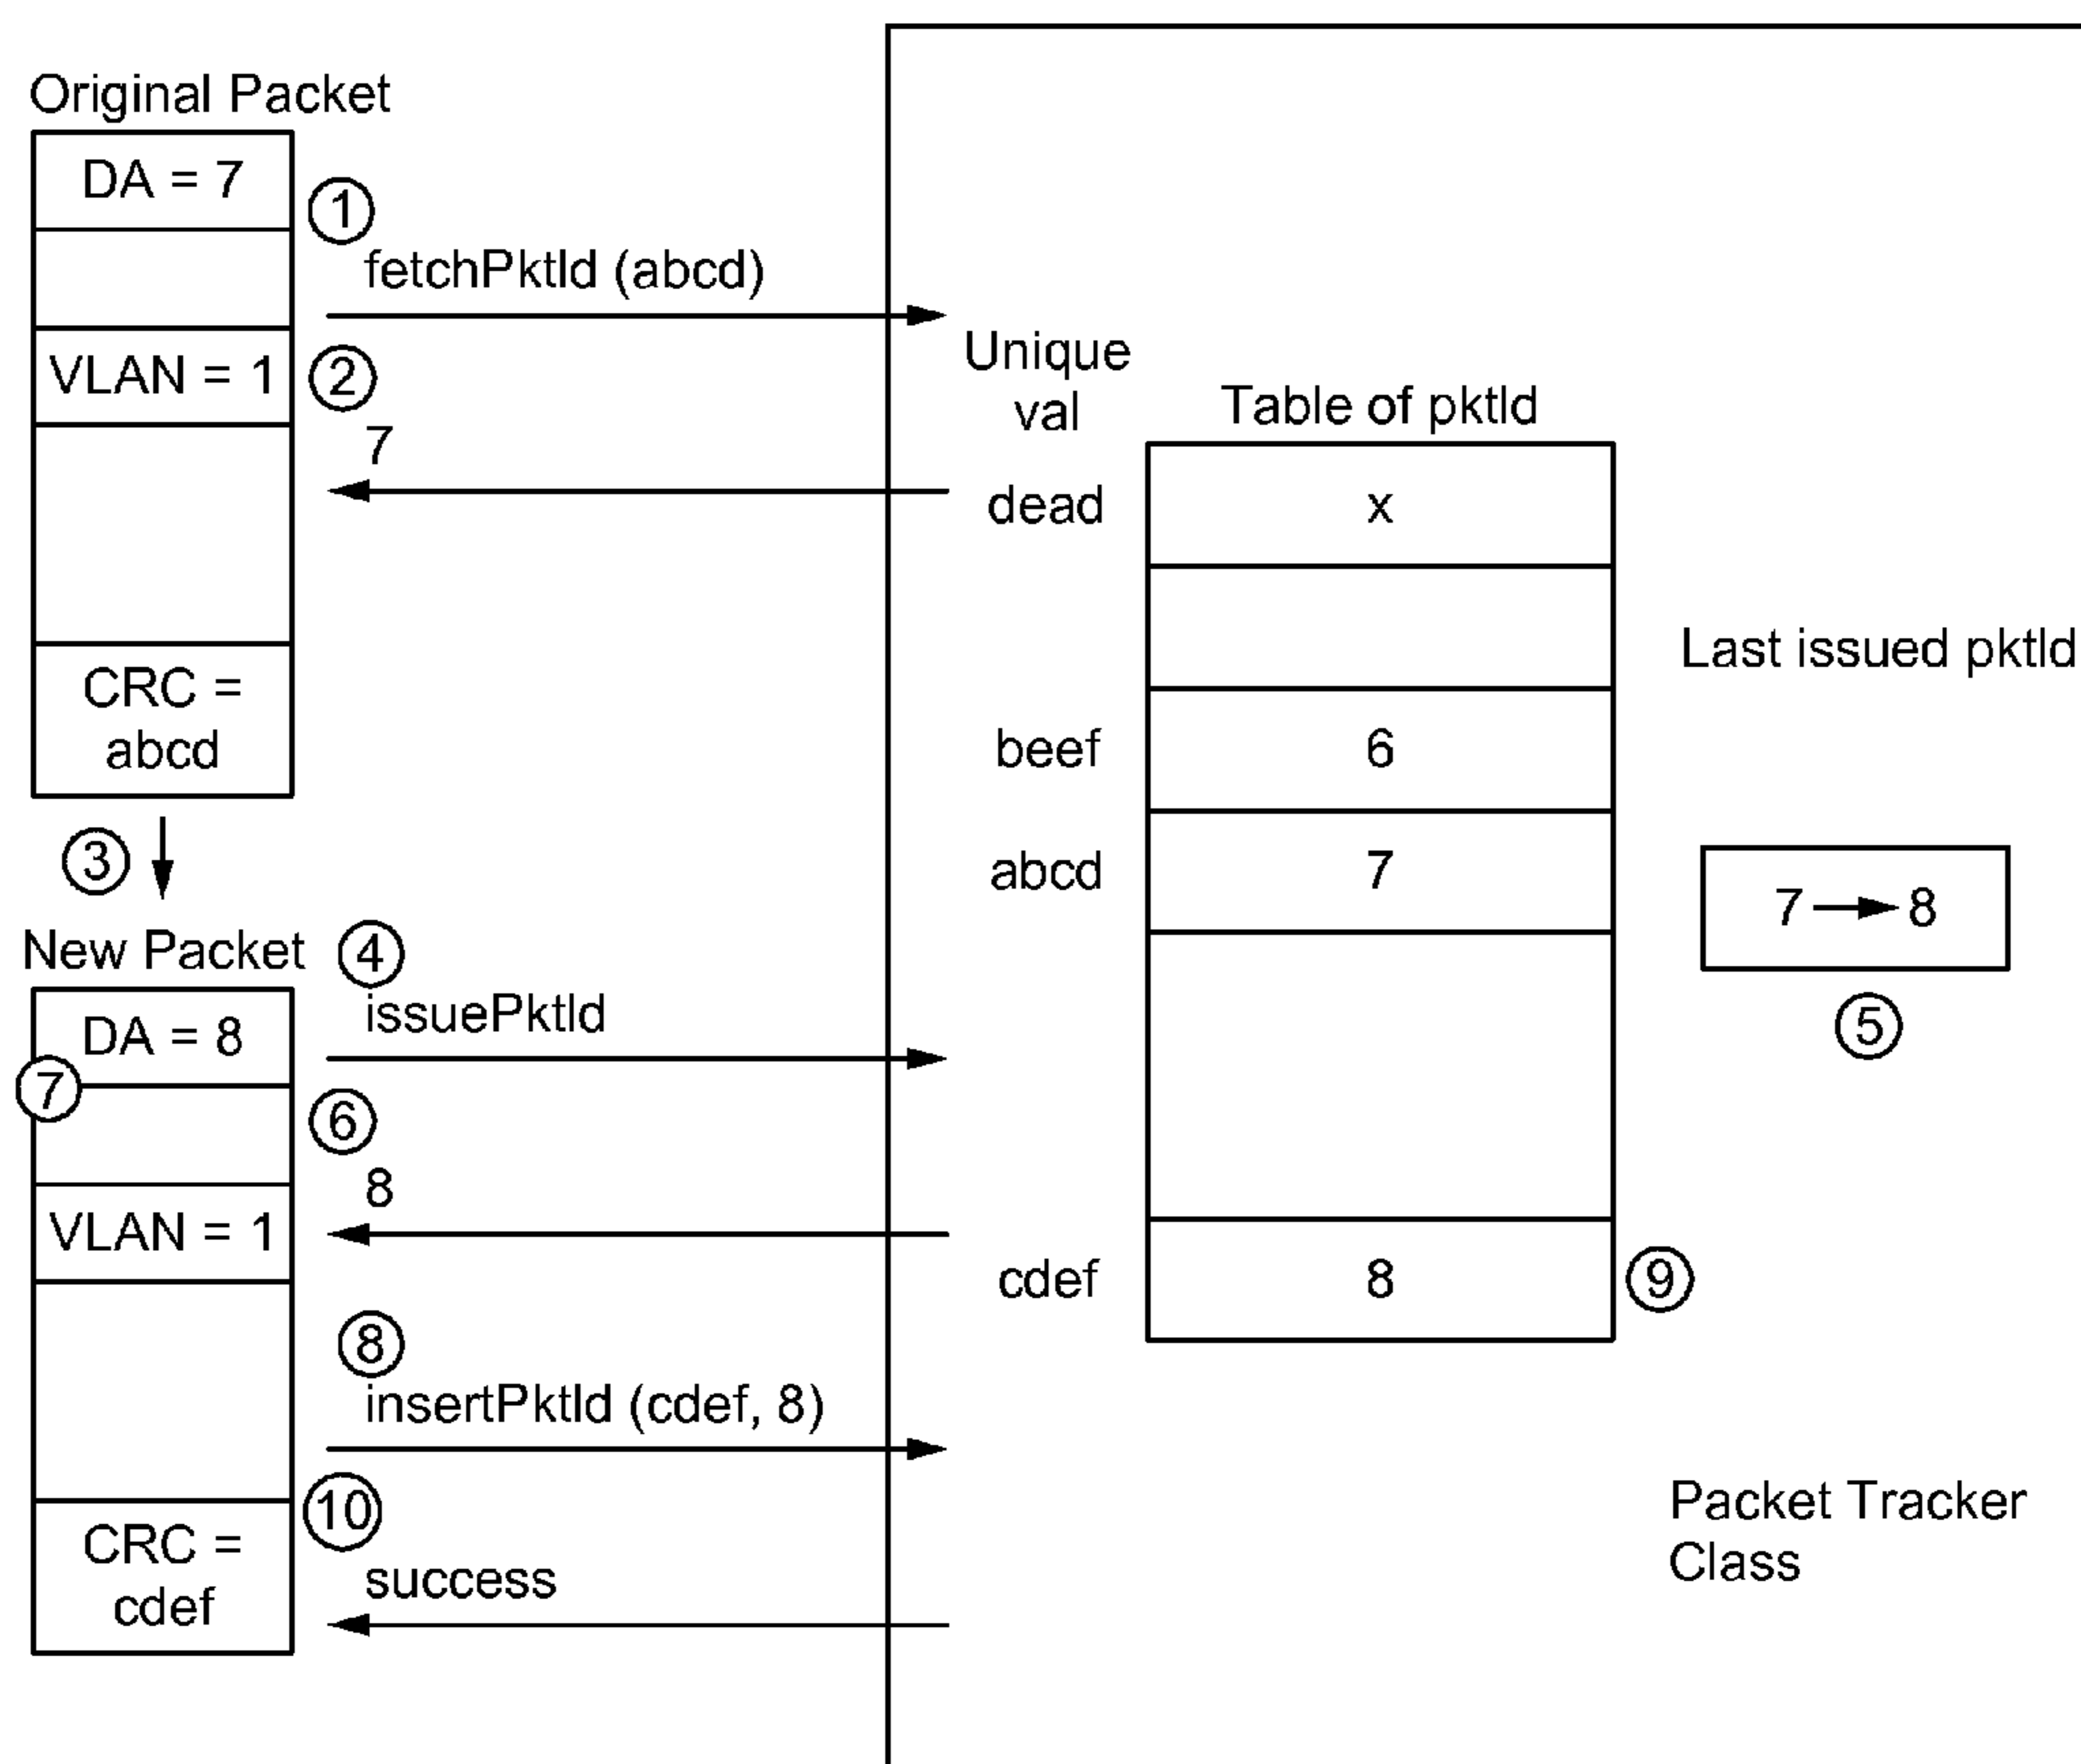 Original Packet
DA = 7
1
fetchPktId (abcd)
VLAN = 1
2
7
CRC =
abcd
3
New Packet
4
issuePktId
DA = 8
7
6
8
VLAN = 1
8
insertPktId (cdef, 8)
10
CRC =
cdef
success
Unique
val
Table of pktId
dead
x
beef
6
abcd
7
cdef
8
9
Last issued pktId
7 8
5
Packet Tracker
Class